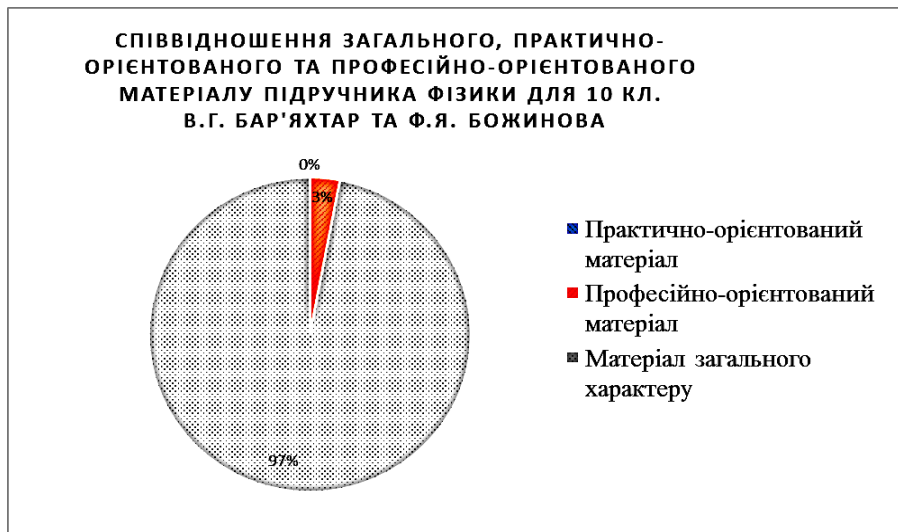 СПІВВІДНОШЕННЯ ЗАГАЛЬНОГО, ПРАКТИЧНО-
ОРІЄНТОВАНОГО ТА ПРОФЕСІЙНО-ОРІЄНТОВАНОГО
МАТЕРІАЛУ ПІДРУЧНИКА ФІЗИКИ ДЛЯ 10 КЛ.
В.Г. БАР'ЯХТАР ТА Ф.Я. БОЖИНОВА
0%
3%
97%
Практично-орієнтований
матеріал
Професійно-орієнтований
матеріал
Матеріал загального
характеру